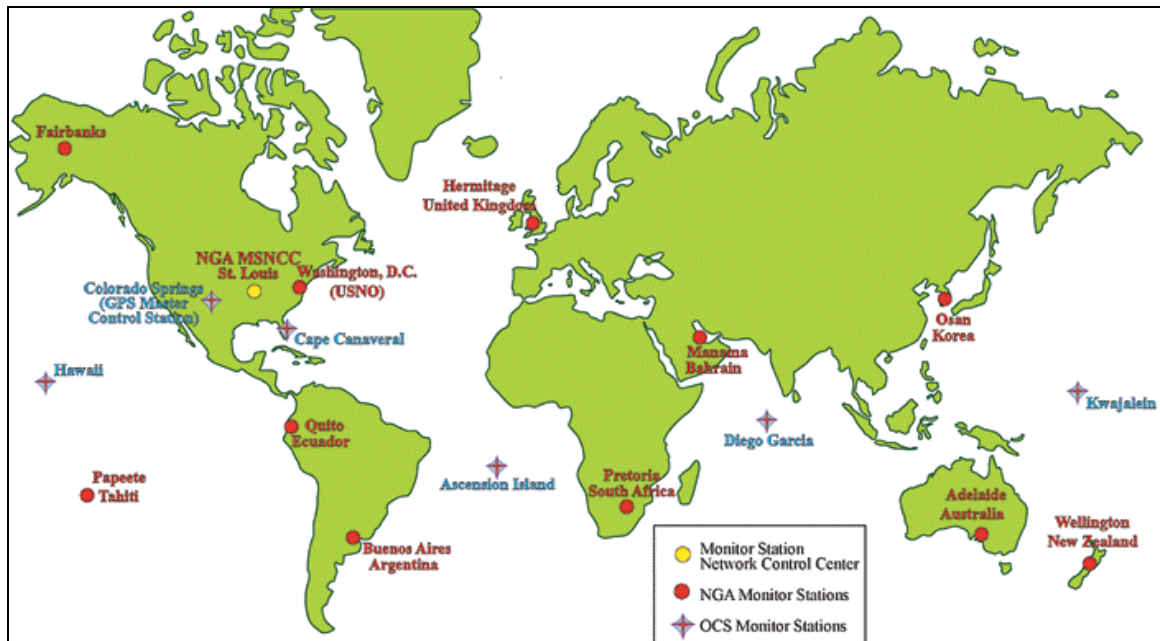 Fairbanks
Hermitage
United Kingdom
NGA MSNCC
St. Louis
Washington, D.C.
(USNO)
Colorado Springs
(GPS Master
Control Station)
Cape Canaveral
Osan
Korea
Manama
Bahrain
Hawaii
Kwajalein
Quito
Ecuador
Diego Garcia
Papeete
Tahiti
Ascension Island
Pretoria
South Africa
Adelaide
Australia
Wellington
New Zealand
Buenos Aires
Argentina
Monitor Station
Network Control Center
NGA Monitor Stations
OCS Monitor Stations